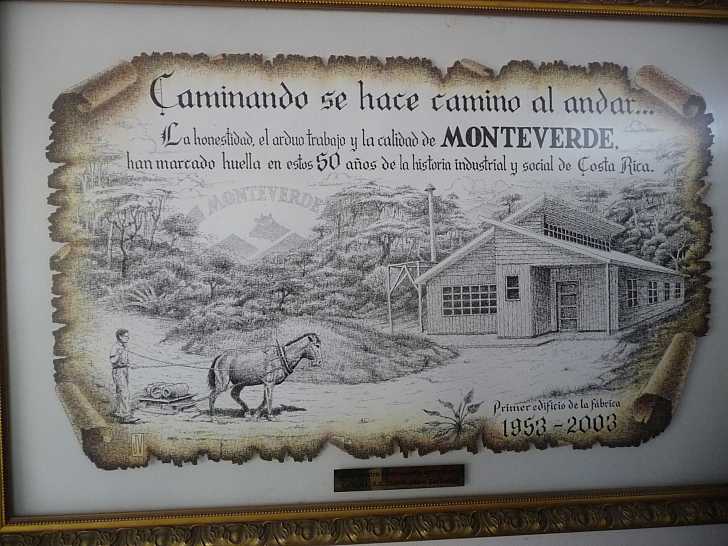 Caminando se hace camino al andar...
La honestidad, el arduo trabajo y la calidad de MONTEVERDE,
han marcado huella en estos 50 años de la historia industrial y social de Costa Rica.
MONTEVERDE
Primer edificio de la fábrica
1953 - 2003